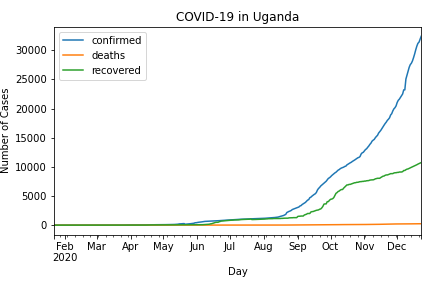 COVID-19 in Uganda
confirmed
deaths
recovered
Number of Cases
30000
25000
20000
15000
10000
5000
0
Feb Mar Apr May Jun Jul Aug Sep Oct Nov Dec
2020
Day